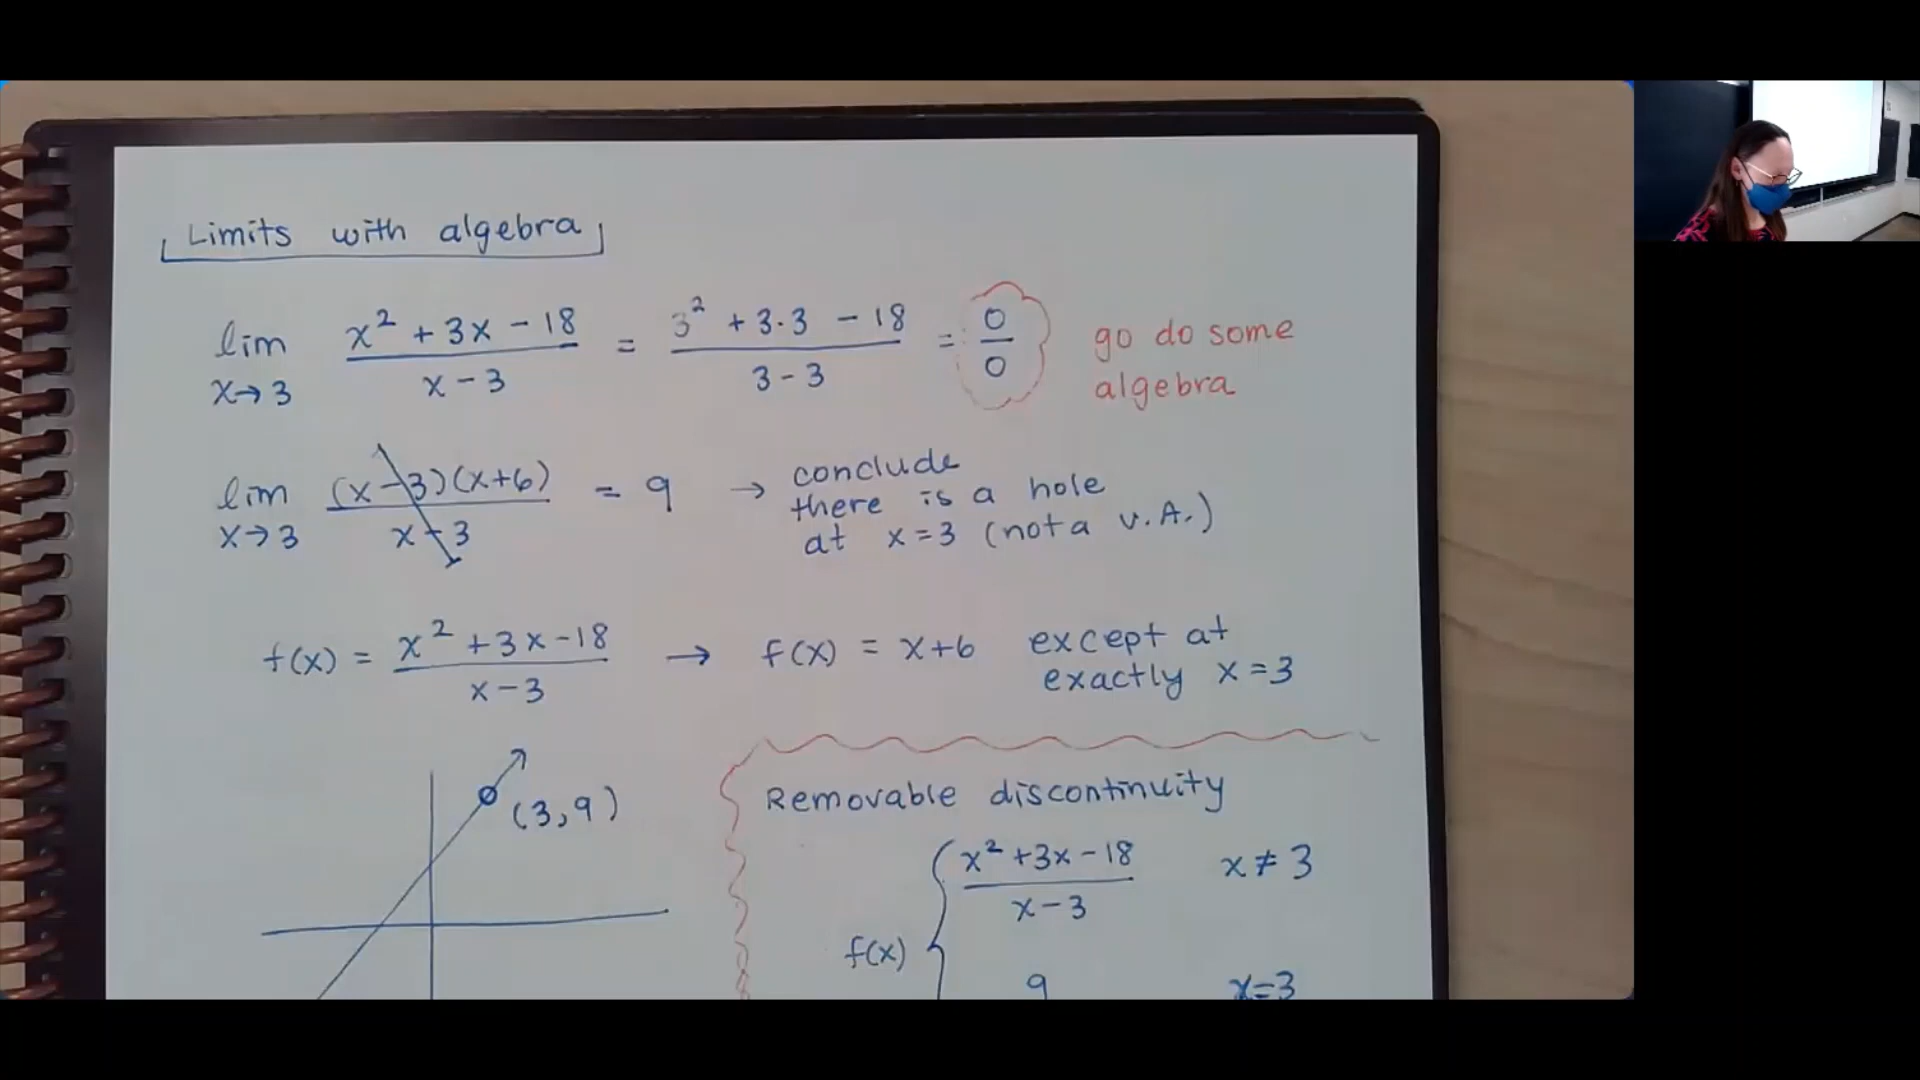 Limits with algebra
lim x→3 (x² + 3x - 18)/(x - 3) = (3² + 3·3 - 18)/(3 - 3) = 0/0 go do some algebra
lim x→3 ((x-3)(x+6))/(x-3) = 9 → conclude
there is a hole
at x=3 (not a V.A.)
f(x) = (x² + 3x - 18)/(x - 3) → f(x) = x+6 except at
exactly x=3
(3,9)
Removable discontinuity
f(x) { (x² + 3x - 18)/(x - 3) x ≠ 3
9 x=3